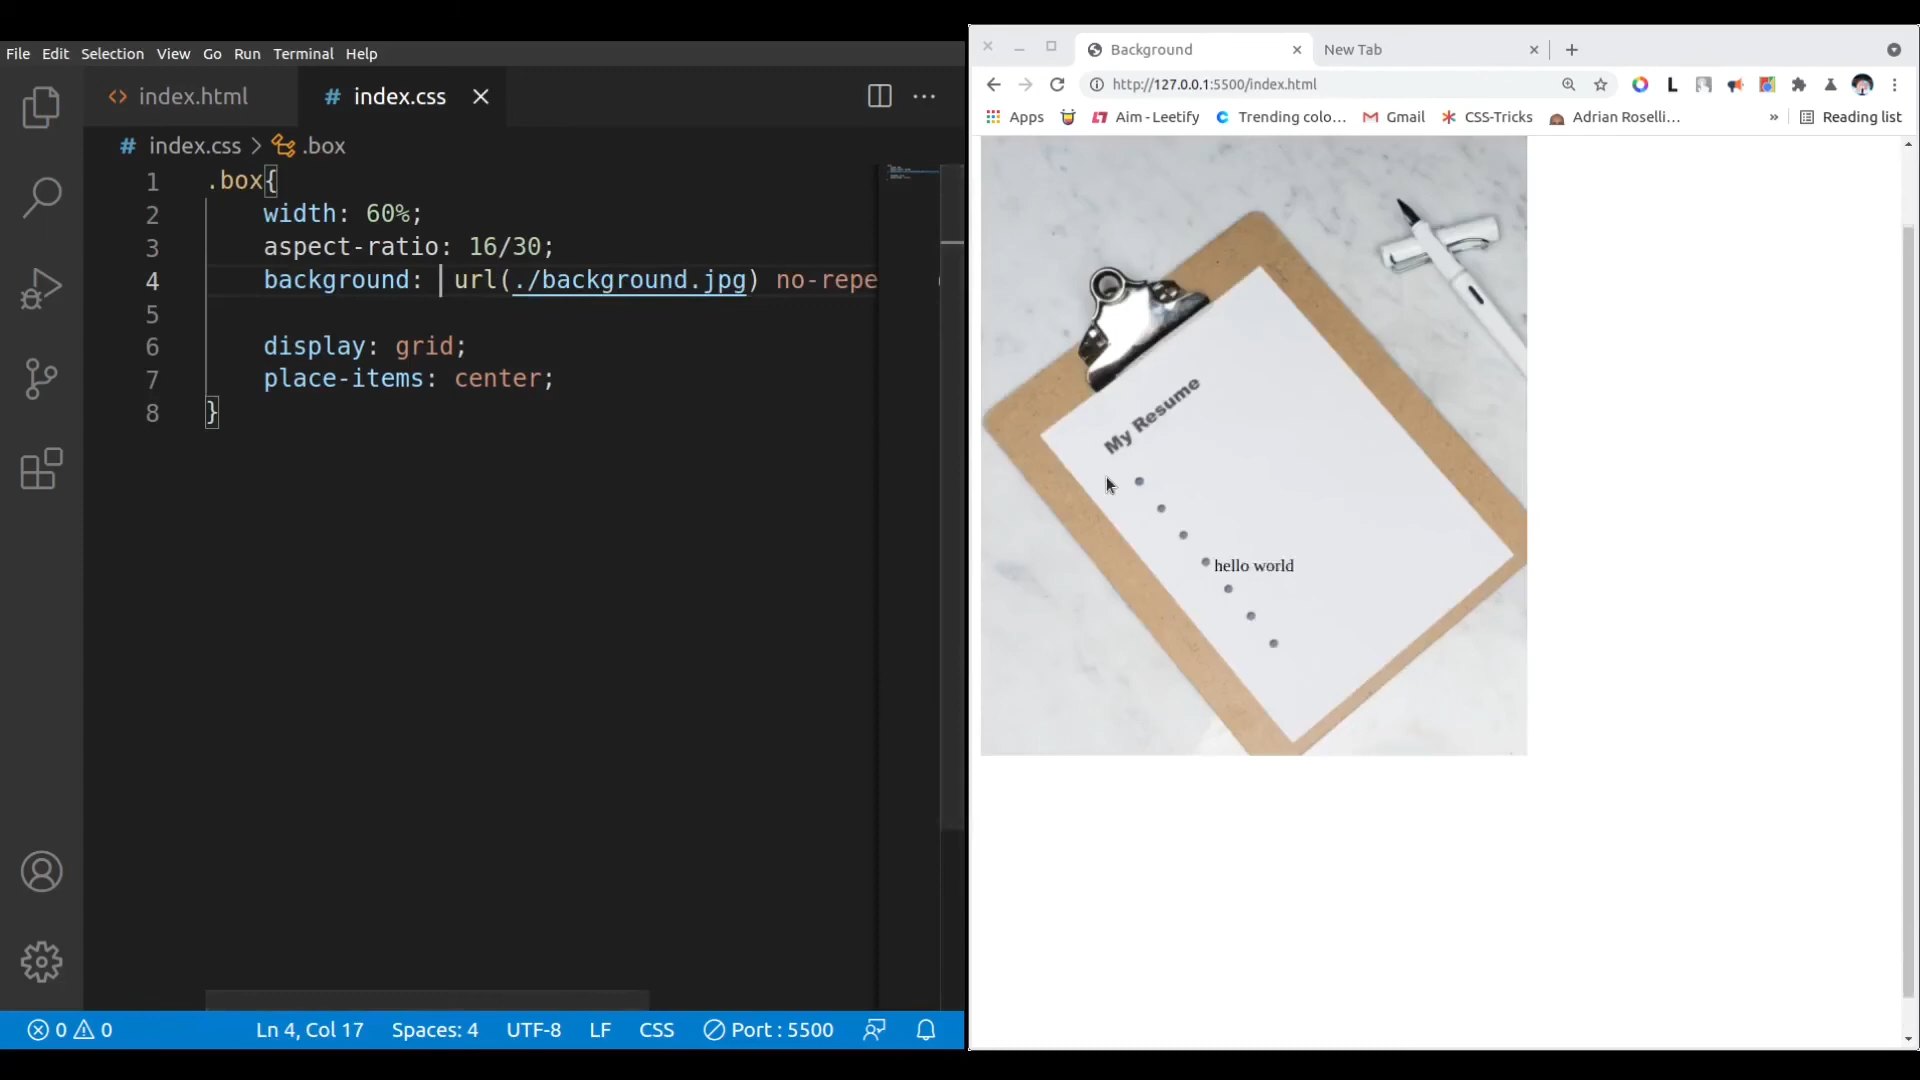 File Edit Selection View Go Run Terminal Help
index.html
# index.css
# index.css > .box
1 .box{
2 width: 60%;
3 aspect-ratio: 16/30;
4 background: url(./background.jpg) no-repe
5
6 display: grid;
7 place-items: center;
8 }
0 0 Ln 4, Col 17 Spaces: 4 UTF-8 LF CSS Port : 5500
Background New Tab
http://127.0.0.1:5500/index.html
Apps Aim - Leetify Trending colo... Gmail CSS-Tricks Adrian Roselli... » Reading list
My Resume
hello world